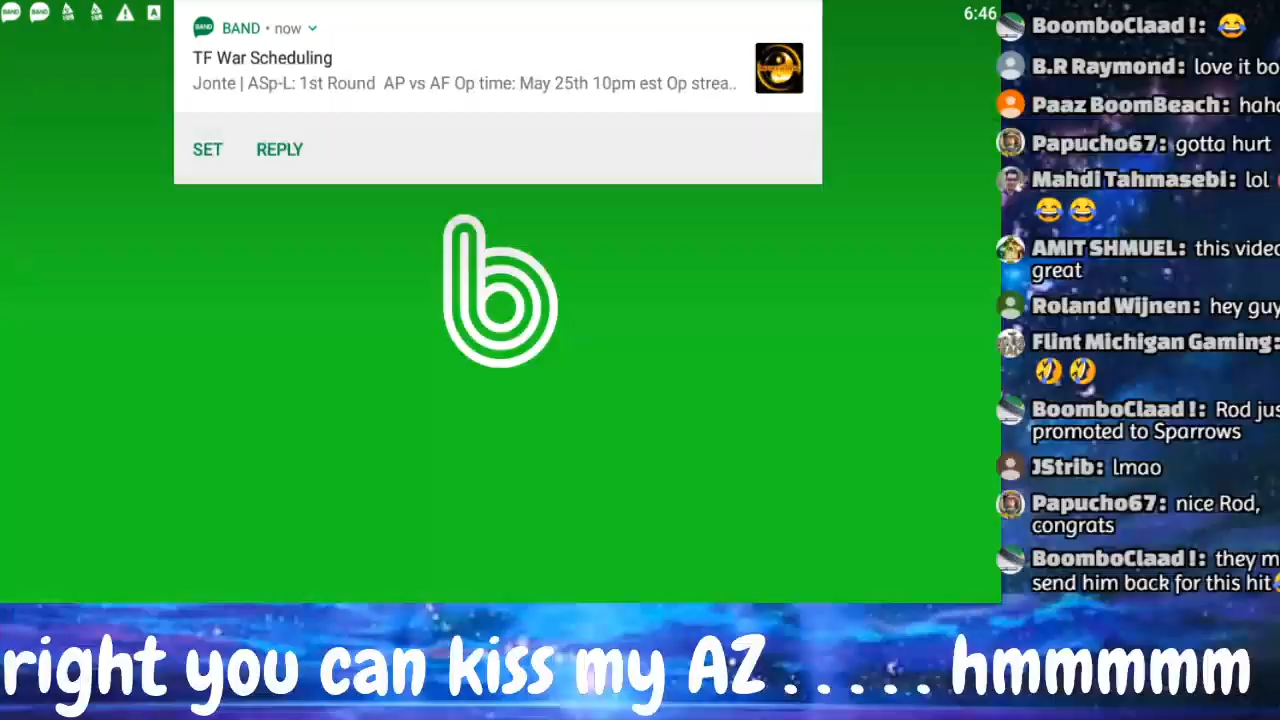 BAND BAND A
BAND BAND • now
6:46
TF War Scheduling
Jonte | ASp-L: 1st Round AP vs AF Op time: May 25th 10pm est Op strea..
SET REPLY
b
BoomboClaad !: 😂
B.R Raymond: love it bo
Paaz BoomBeach: haha
Papucho67: gotta hurt
Mahdi Tahmasebi: lol
😂 😂
AMIT SHMUEL: this video
great
Roland Wijnen: hey guy
Flint Michigan Gaming:
🤣 🤣
BoomboClaad !: Rod jus
promoted to Sparrows
JStrib: lmao
Papucho67: nice Rod,
congrats
BoomboClaad !: they m
send him back for this hit😂
right you can kiss my AZ . . . . . hmmmmm